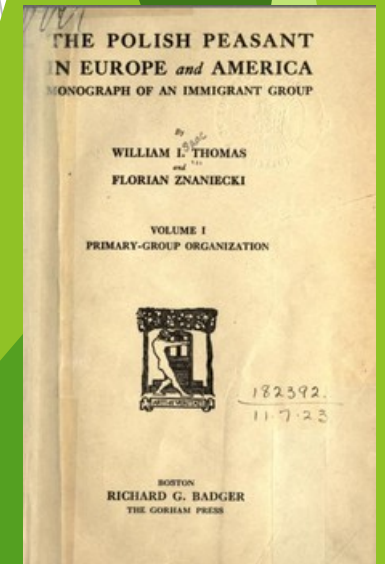 THE POLISH PEASANT
IN EUROPE and AMERICA
MONOGRAPH OF AN IMMIGRANT GROUP
By
WILLIAM I. THOMAS
Isaac
and
FLORIAN ZNANIECKI
VOLUME I
PRIMARY-GROUP ORGANIZATION
182392.
11.7.23
BOSTON
RICHARD G. BADGER
THE GORHAM PRESS